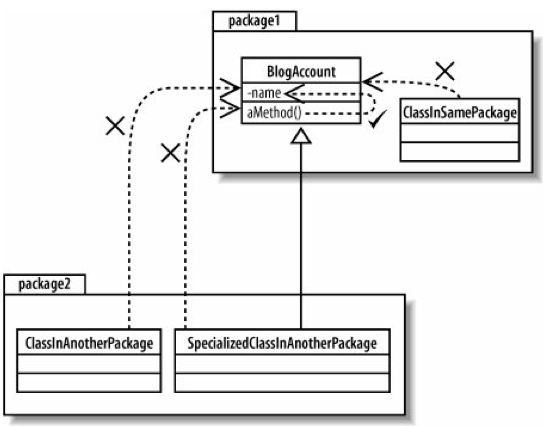 package1
BlogAccount
-name
aMethod()
ClassInSamePackage
package2
ClassInAnotherPackage
SpecializedClassInAnotherPackage